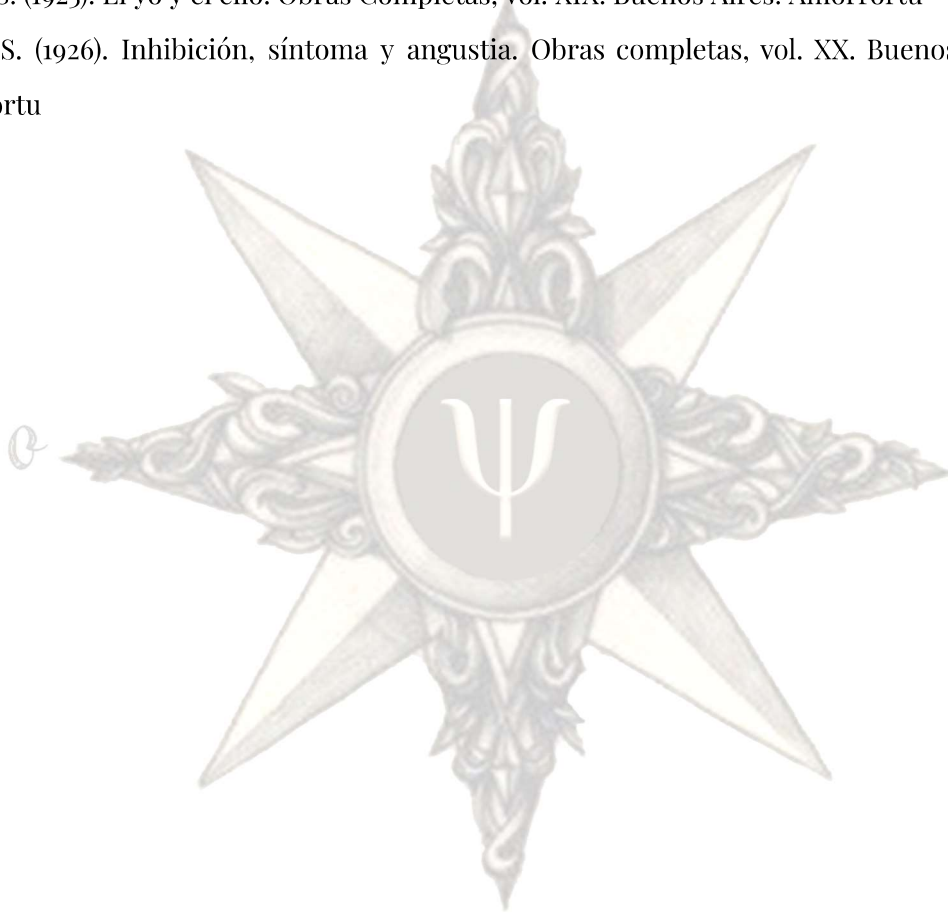 S. (1923). El yo y el ello. Obras Completas, vol. XIX. Buenos Aires. Amorrortu
S. (1926). Inhibición, síntoma y angustia. Obras completas, vol. XX. Buenos
ortu
Ψ